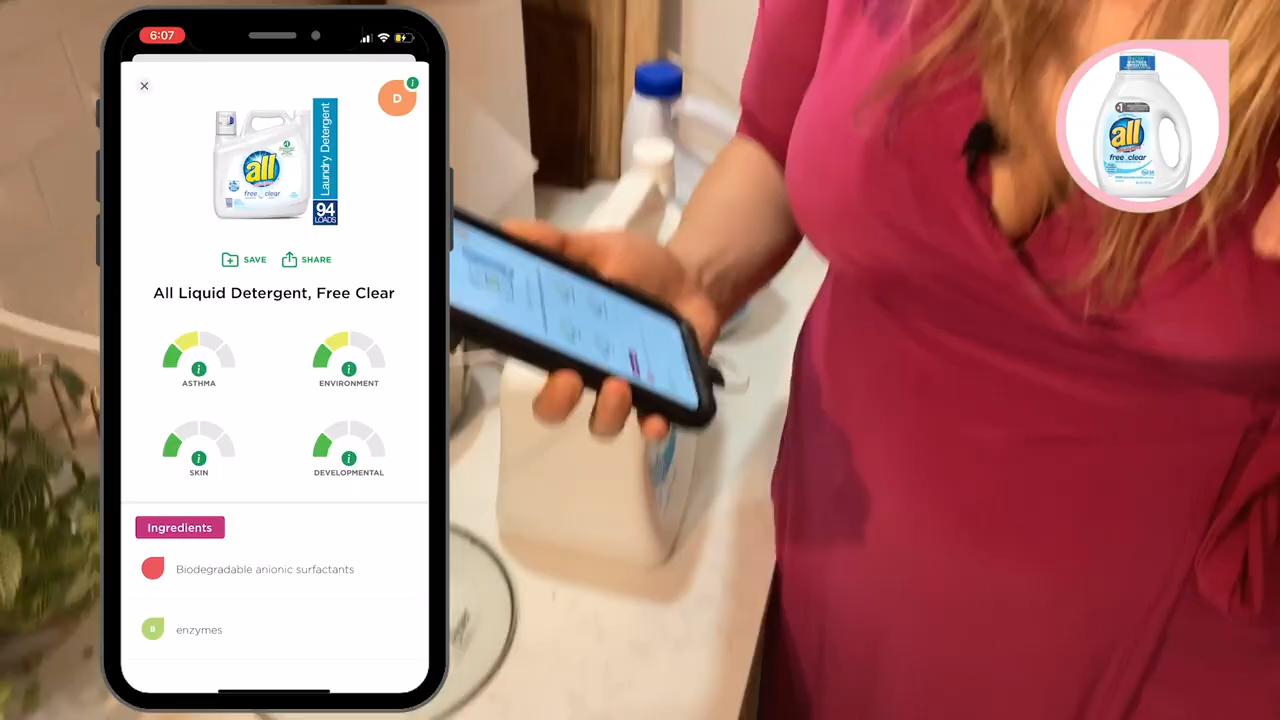 6:07
D
all
free clear
Laundry Detergent
94
LOADS
SAVE
SHARE
All Liquid Detergent, Free Clear
ASTHMA
ENVIRONMENT
SKIN
DEVELOPMENTAL
Ingredients
Biodegradable anionic surfactants
B
enzymes
#1
all
free clear